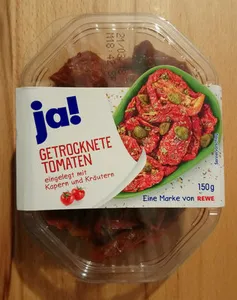 ja!
GETROCKNETE
TOMATEN
eingelegt mit
Kapern und Kräutern
150g
Eine Marke von REWE